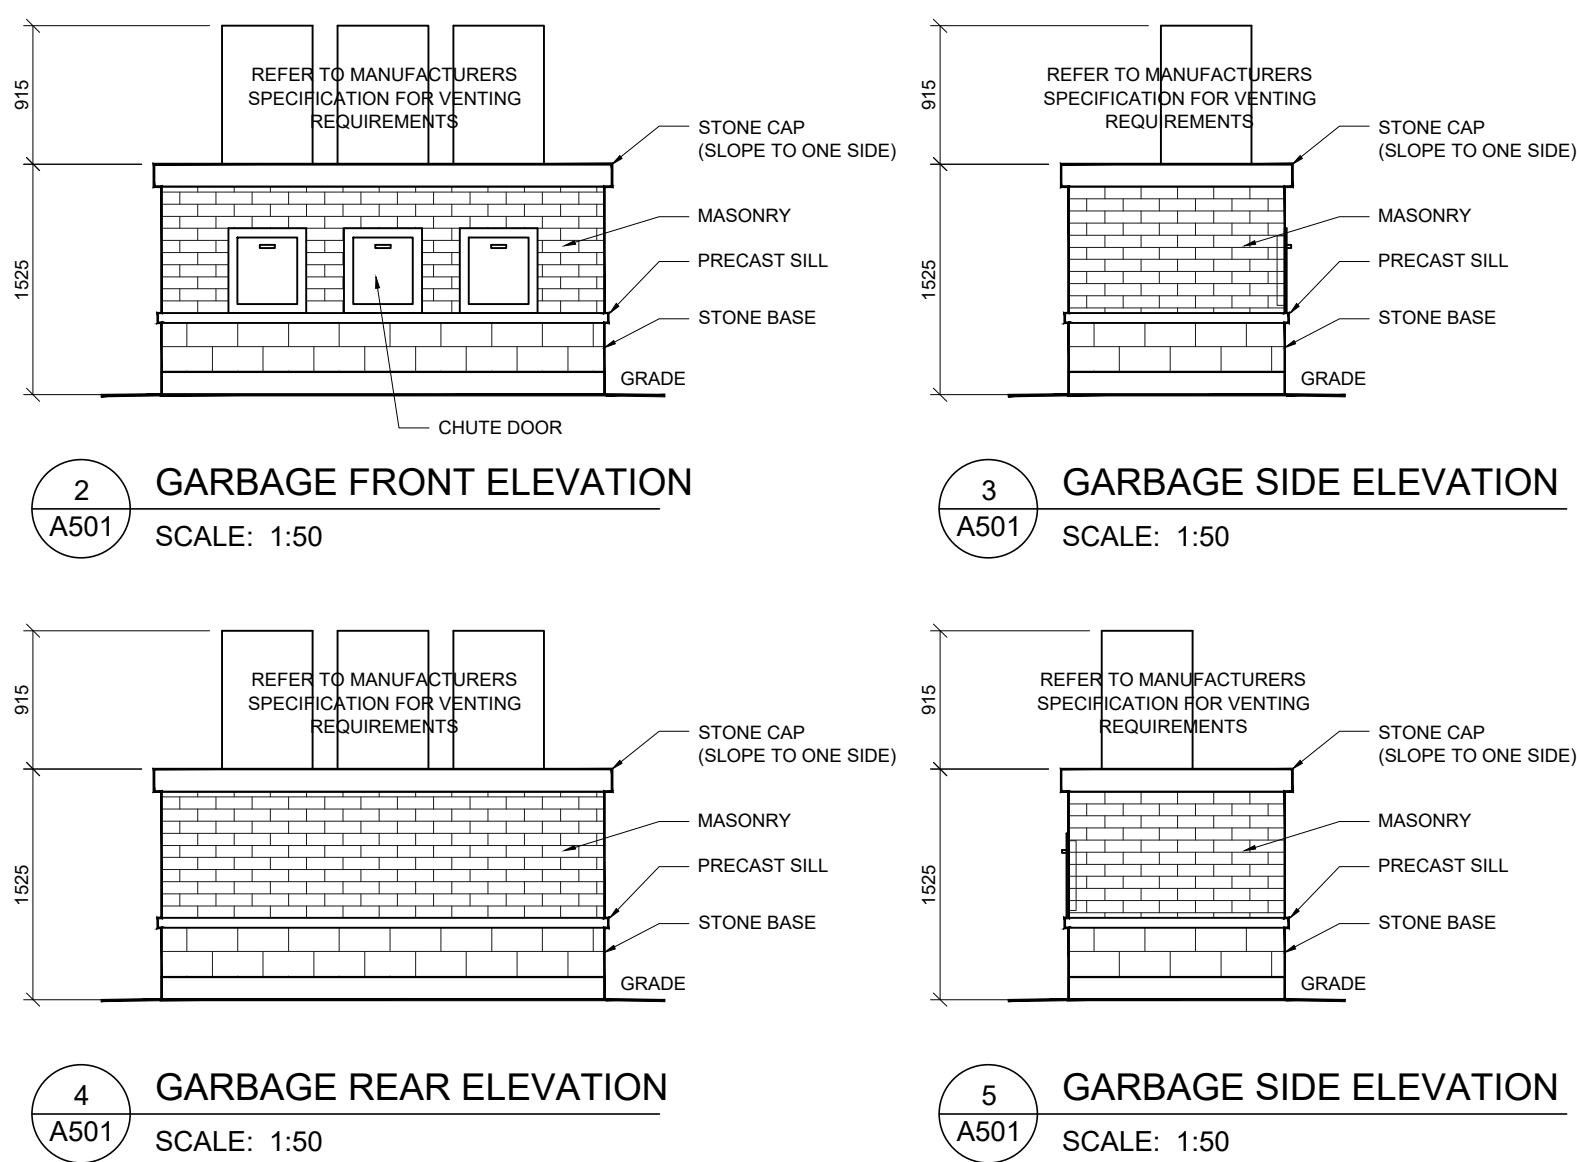 915
REFER TO MANUFACTURERS
SPECIFICATION FOR VENTING
REQUIREMENTS
STONE CAP
(SLOPE TO ONE SIDE)
MASONRY
PRECAST SILL
1525
STONE BASE
GRADE
CHUTE DOOR
2
A501
GARBAGE FRONT ELEVATION
SCALE: 1:50
915
REFER TO MANUFACTURERS
SPECIFICATION FOR VENTING
REQUIREMENTS
STONE CAP
(SLOPE TO ONE SIDE)
MASONRY
PRECAST SILL
1525
STONE BASE
GRADE
3
A501
GARBAGE SIDE ELEVATION
SCALE: 1:50
915
REFER TO MANUFACTURERS
SPECIFICATION FOR VENTING
REQUIREMENTS
STONE CAP
(SLOPE TO ONE SIDE)
MASONRY
PRECAST SILL
1525
STONE BASE
GRADE
4
A501
GARBAGE REAR ELEVATION
SCALE: 1:50
915
REFER TO MANUFACTURERS
SPECIFICATION FOR VENTING
REQUIREMENTS
STONE CAP
(SLOPE TO ONE SIDE)
MASONRY
PRECAST SILL
1525
STONE BASE
GRADE
5
A501
GARBAGE SIDE ELEVATION
SCALE: 1:50